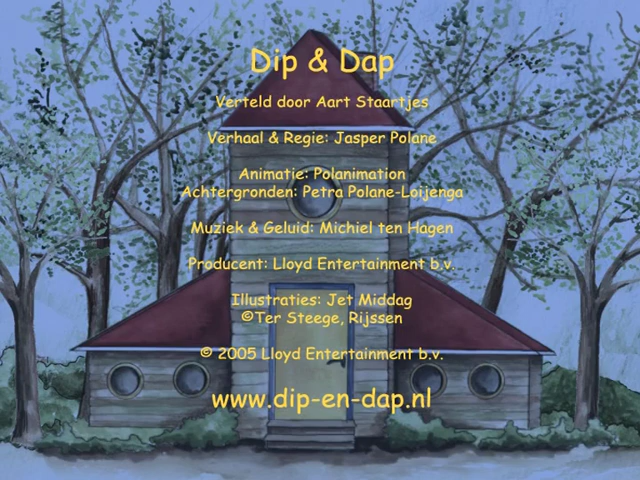 Dip & Dap
Verteld door Aart Staartjes
Verhaal & Regie: Jasper Polane
Animatie: Polanimation
Achtergronden: Petra Polane-Loijenga
Muziek & Geluid: Michiel ten Hagen
Producent: Lloyd Entertainment b.v.
Illustraties: Jet Middag
©Ter Steege, Rijssen
© 2005 Lloyd Entertainment b.v.
www.dip-en-dap.nl